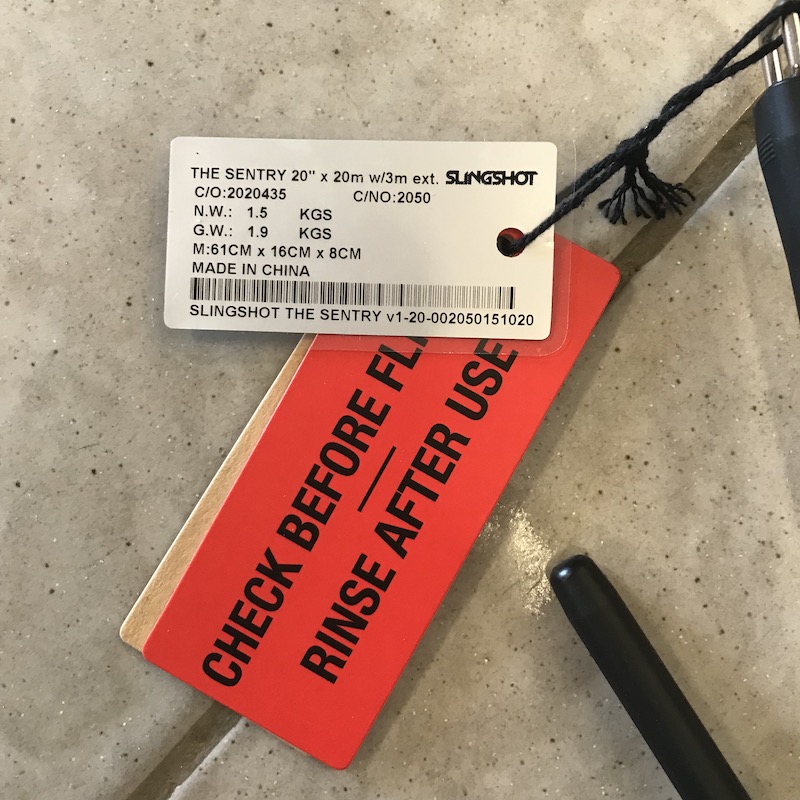 THE SENTRY 20" x 20m w/3m ext. SLINGSHOT
C/O:2020435 C/NO:2050
N.W.: 1.5 KGS
G.W.: 1.9 KGS
M:61CM x 16CM x 8CM
MADE IN CHINA
SLINGSHOT THE SENTRY v1-20-002050151020
CHECK BEFORE
RINSE AFTER USE